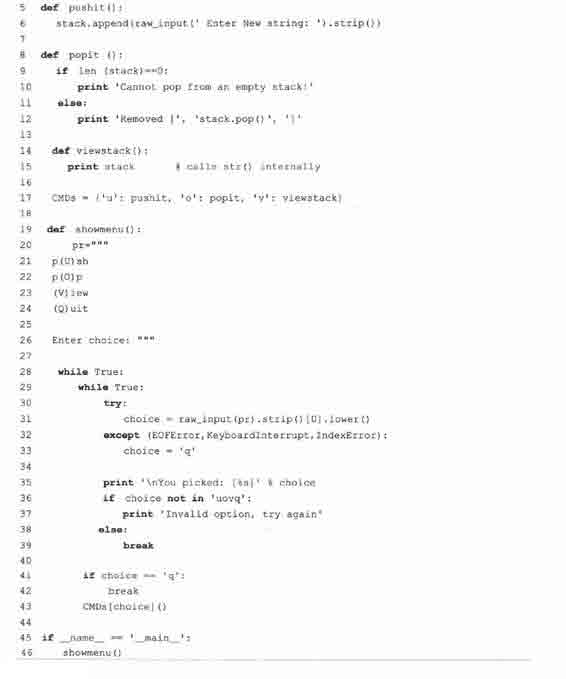 5 def pushit():
6 stack.append(raw_input(' Enter New string: ').strip())
7
8 def popit ():
9 if len (stack)==0:
10 print 'Cannot pop from an empty stack!'
11 else:
12 print 'Removed [', 'stack.pop()', ']'
13
14 def viewstack():
15 print stack # calls str() internally
16
17 CMDs = {'u': pushit, 'o': popit, 'v': viewstack}
18
19 def showmenu():
20 pr="""
21 p(U)sh
22 p(O)p
23 (V)iew
24 (Q)uit
25
26 Enter choice: """
27
28 while True:
29 while True:
30 try:
31 choice = raw_input(pr).strip()[0].lower()
32 except (EOFError,KeyboardInterrupt,IndexError):
33 choice = 'q'
34
35 print '\nYou picked: [%s]' % choice
36 if choice not in 'uovq':
37 print 'Invalid option, try again'
38 else:
39 break
40
41 if choice == 'q':
42 break
43 CMDs[choice]()
44
45 if __name__ == '__main__':
46 showmenu()